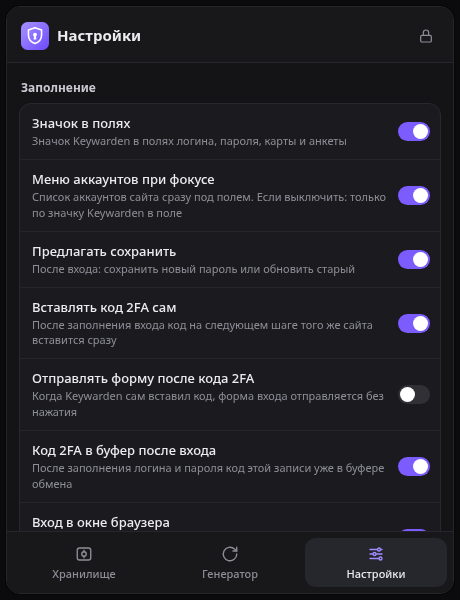 Настройки
Заполнение
Значок в полях
Значок Keywarden в полях логина, пароля, карты и анкеты
Меню аккаунтов при фокусе
Список аккаунтов сайта сразу под полем. Если выключить: только
по значку Keywarden в поле
Предлагать сохранить
После входа: сохранить новый пароль или обновить старый
Вставлять код 2FA сам
После заполнения входа код на следующем шаге того же сайта
вставится сразу
Отправлять форму после кода 2FA
Когда Keywarden сам вставил код, форма входа отправляется без
нажатия
Код 2FA в буфер после входа
После заполнения логина и пароля код этой записи уже в буфере
обмена
Вход в окне браузера
Хранилище
Генератор
Настройки